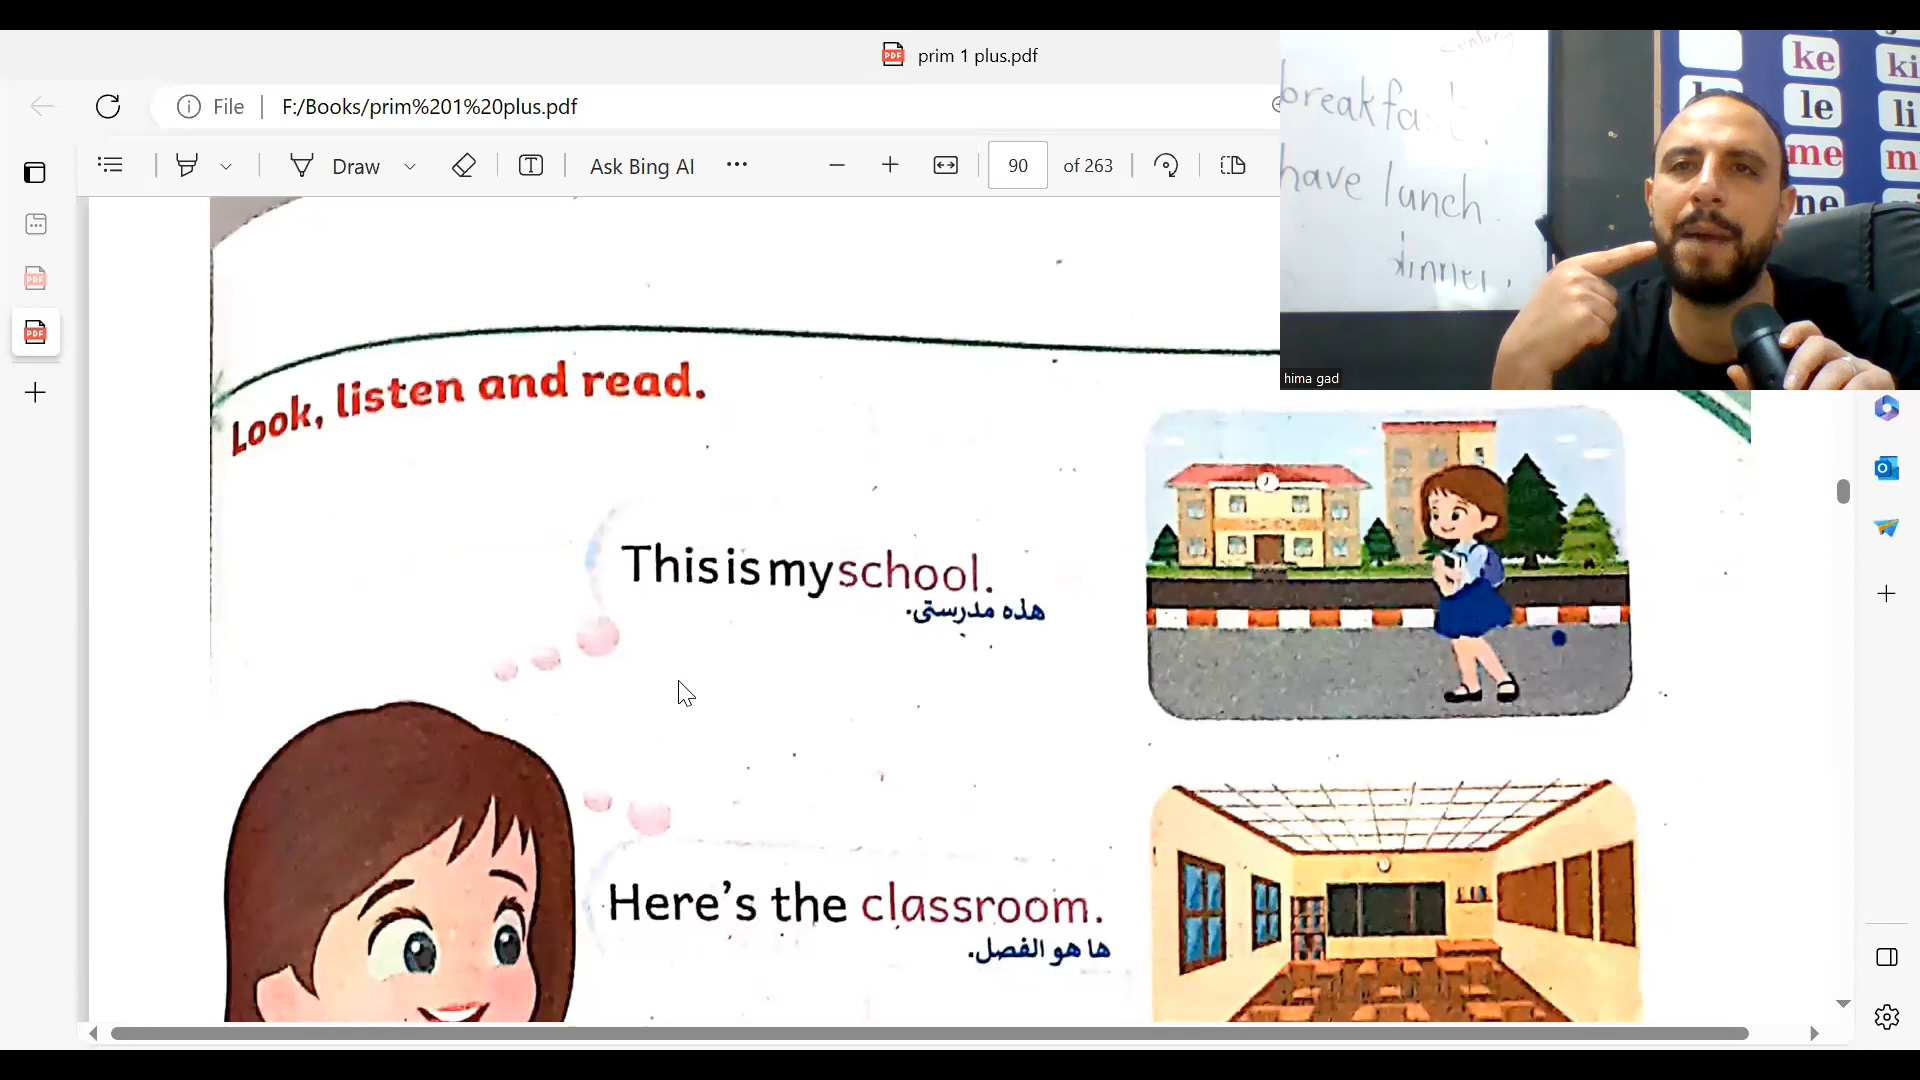 prim 1 plus.pdf
File
F:/Books/prim%201%20plus.pdf
Draw
Ask Bing AI
90 of 263
Look, listen and read.
This is my school.
هذه مدرستى.
Here's the classroom.
ها هو الفصل.
breakfast.
have lunch
dinner.
ke
ki
le
li
me
ne
hima gad